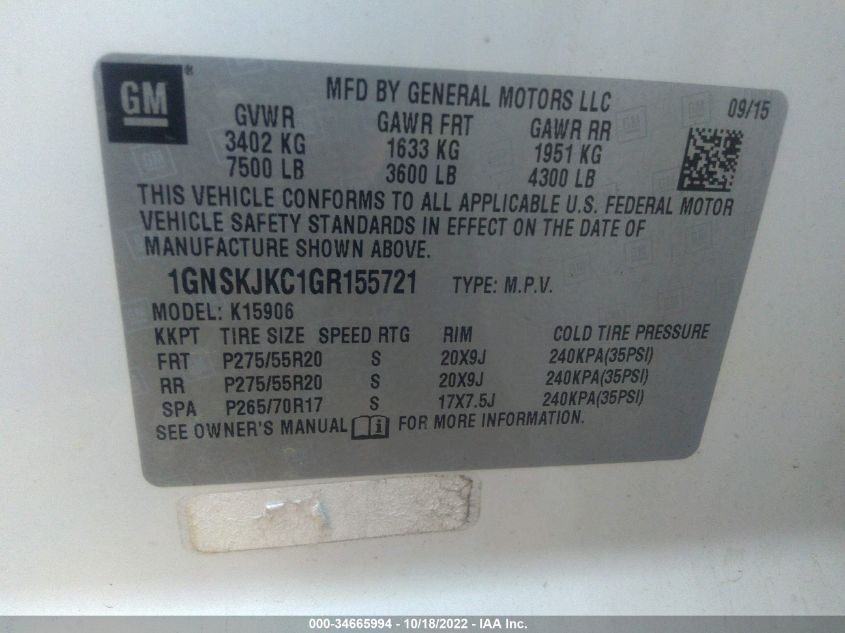 GM ®
MFD BY GENERAL MOTORS LLC
09/15
GVWR GAWR FRT GAWR RR
3402 KG 1633 KG 1951 KG
7500 LB 3600 LB 4300 LB
THIS VEHICLE CONFORMS TO ALL APPLICABLE U.S. FEDERAL MOTOR
VEHICLE SAFETY STANDARDS IN EFFECT ON THE DATE OF
MANUFACTURE SHOWN ABOVE.
1GNSKJKC1GR155721 TYPE: M.P.V.
MODEL: K15906
KKPT TIRE SIZE SPEED RTG RIM COLD TIRE PRESSURE
FRT P275/55R20 S 20X9J 240KPA(35PSI)
RR P275/55R20 S 20X9J 240KPA(35PSI)
SPA P265/70R17 S 17X7.5J 240KPA(35PSI)
SEE OWNER'S MANUAL i FOR MORE INFORMATION.
000-34665994 - 10/18/2022 - IAA Inc.